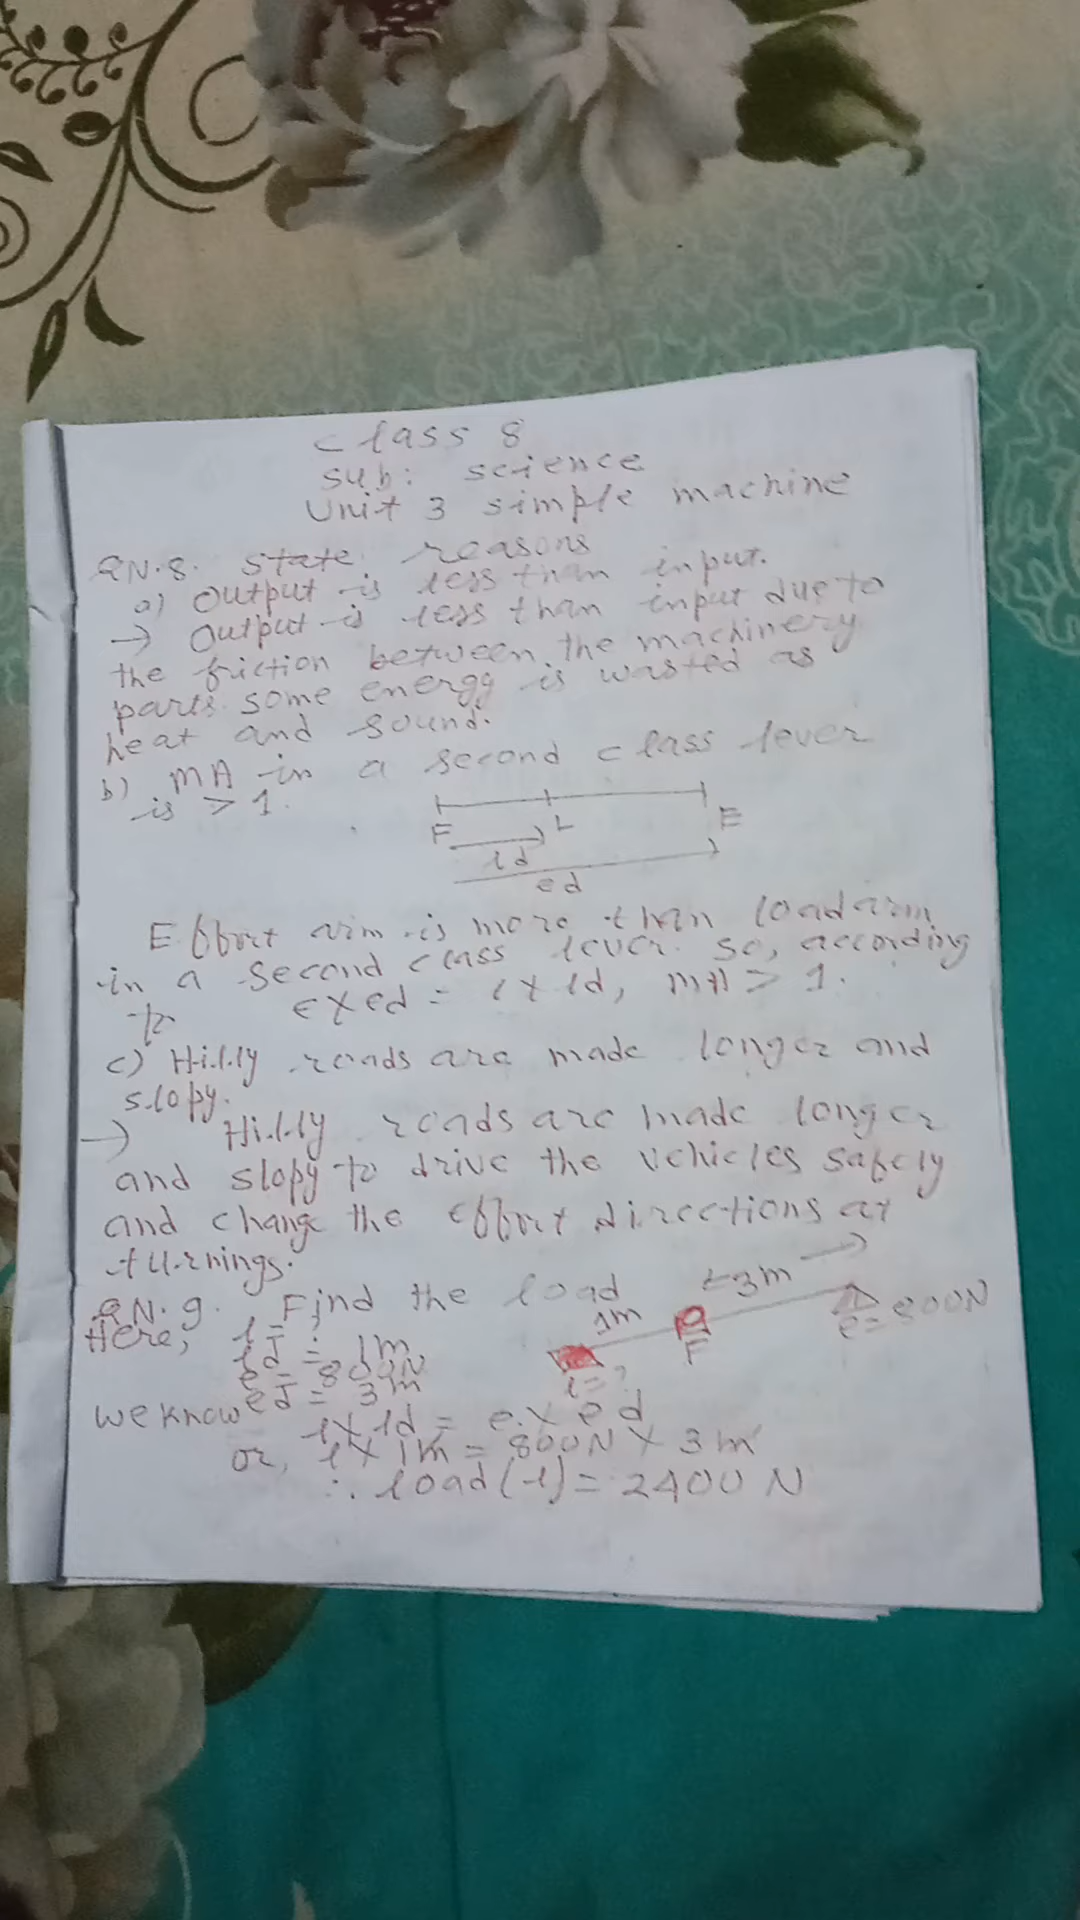 class 8
sub: science
Unit 3 simple machine
QN.8. State reasons
a) Output is less than input.
→ Output is less than input due to
the friction between the machinery
parts some energy is wasted as
heat and sound.
b) MA in a second class lever
is > 1.
F L E
ld
ed
Effort arm is more than load arm
in a second class lever. so, according
to exed = l x ld, MA > 1.
c) Hilly roads are made longer and
slopy.
→ Hilly roads are made longer
and slopy to drive the vehicles safely
and change the effort directions at
turnings.
QN.9. Find the load
1m 3m
l = ? F e = 800N
Here, l = ?
ld = 1m
e = 800N
ed = 3m
we know
l x ld = e x ed
or, l x 1m = 800N x 3m
∴ load (l) = 2400 N